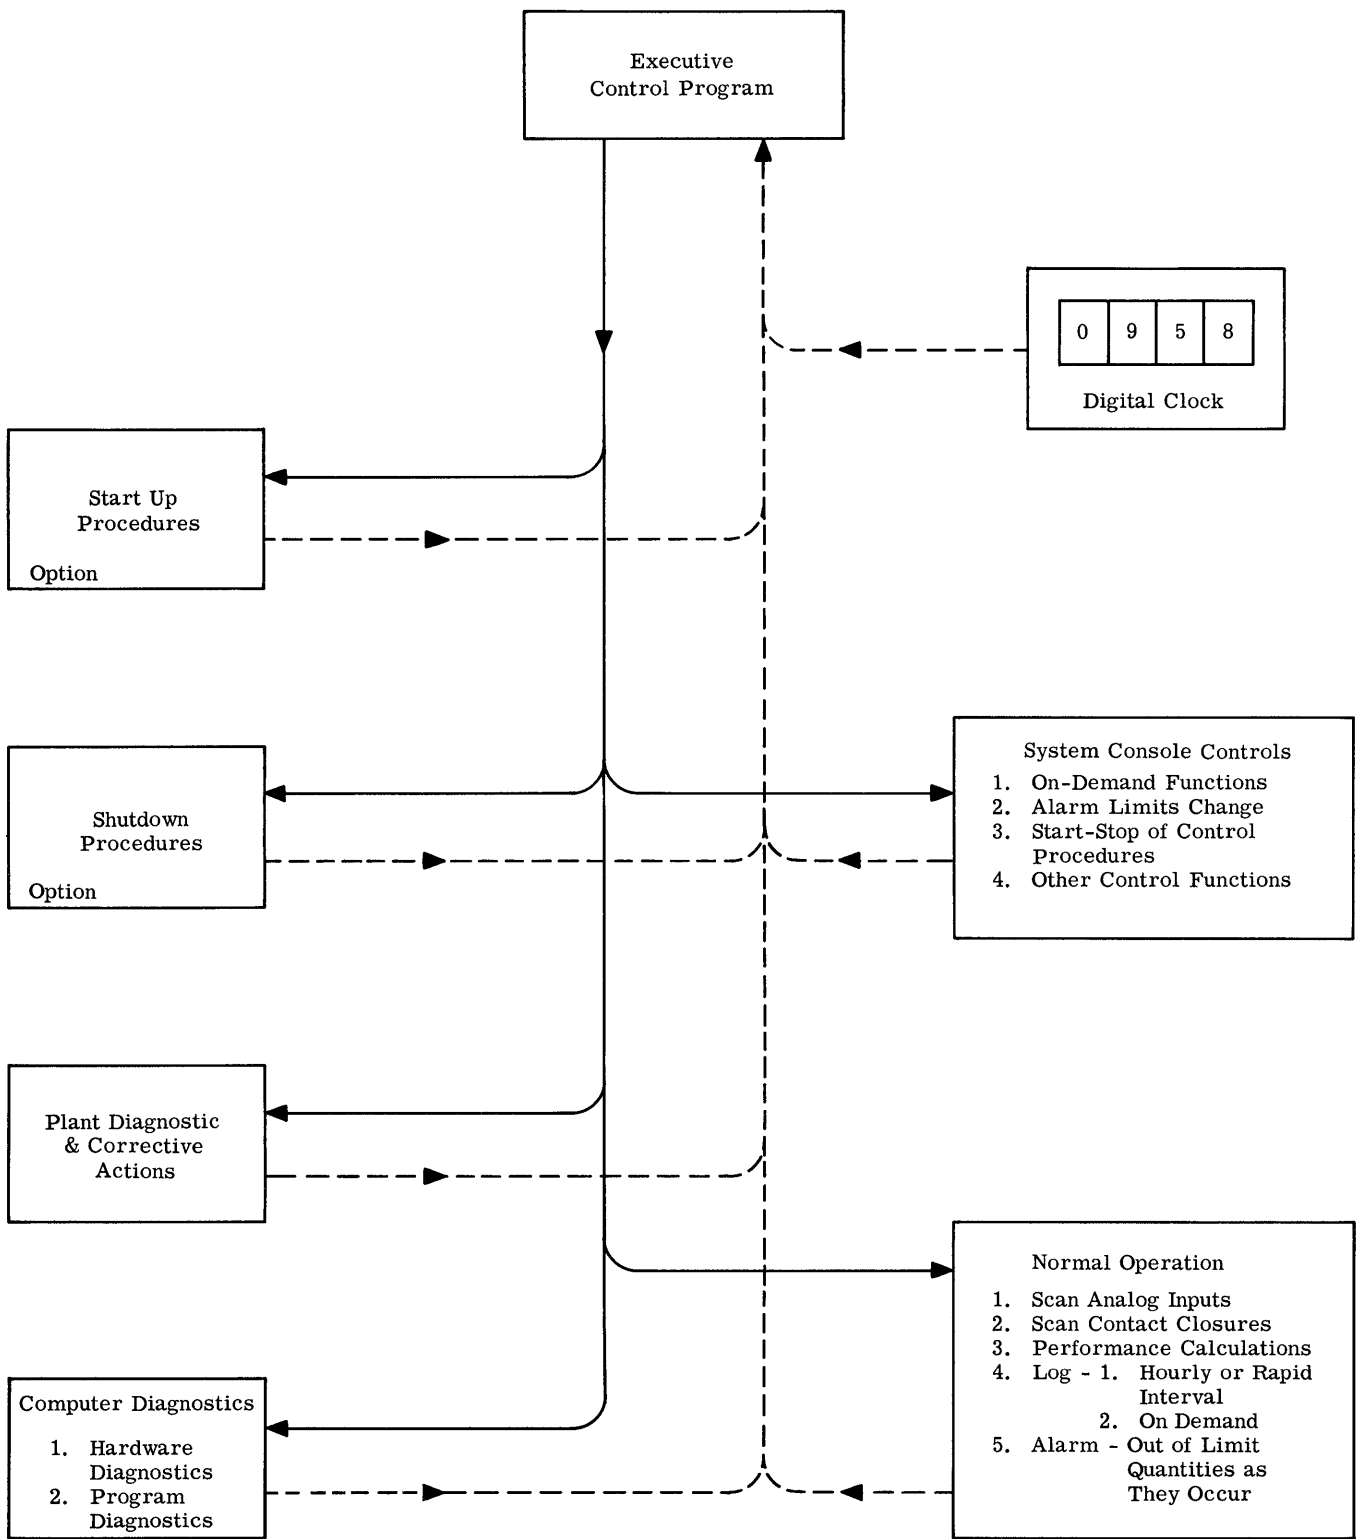 Executive
Control Program
0 9 5 8
Digital Clock
Start Up
Procedures
Option
System Console Controls
1. On-Demand Functions
2. Alarm Limits Change
3. Start-Stop of Control
Procedures
4. Other Control Functions
Shutdown
Procedures
Option
Plant Diagnostic
& Corrective
Actions
Normal Operation
1. Scan Analog Inputs
2. Scan Contact Closures
3. Performance Calculations
4. Log - 1. Hourly or Rapid
Interval
2. On Demand
5. Alarm - Out of Limit
Quantities as
They Occur
Computer Diagnostics
1. Hardware
Diagnostics
2. Program
Diagnostics